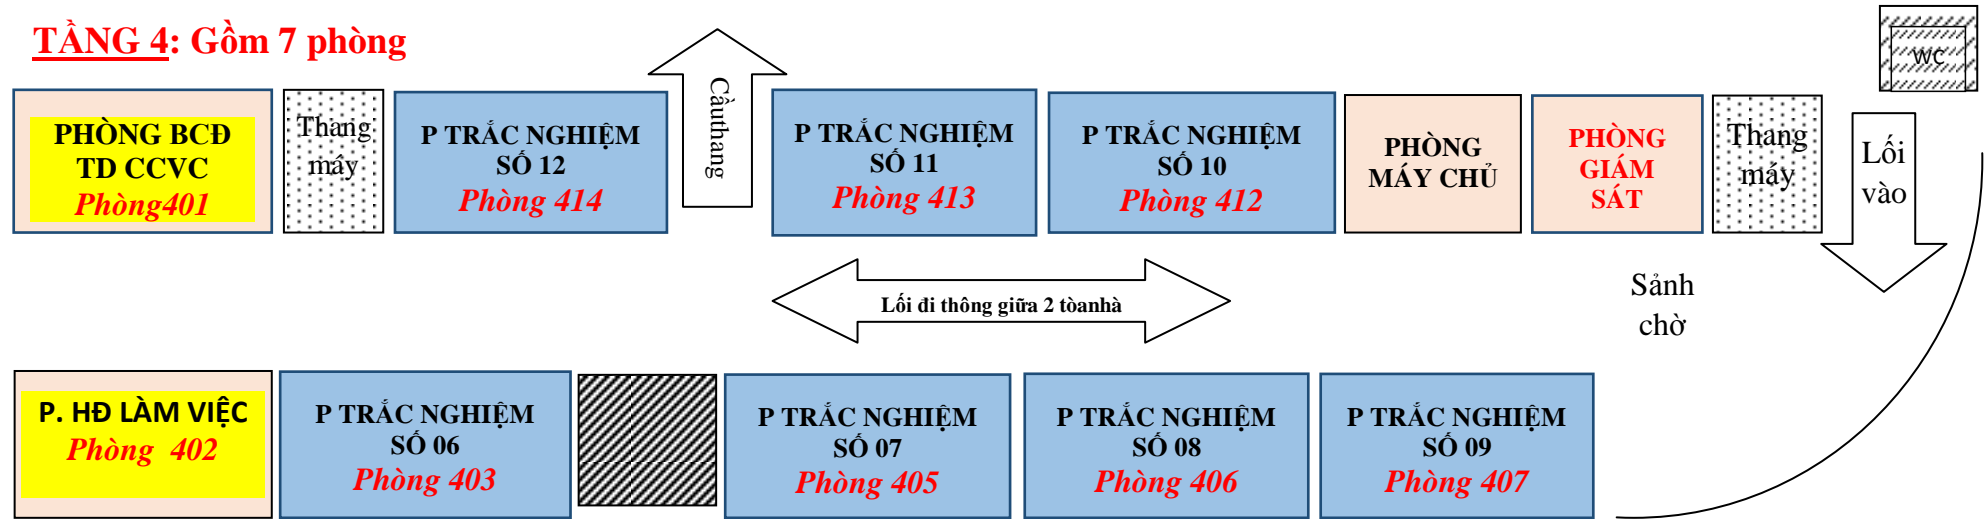 TẦNG 4: Gồm 7 phòng
WC
PHÒNG BCĐ
TD CCVC
Phòng401
Thang
máy
P TRẮC NGHIỆM
SỐ 12
Phòng 414
Cầuthang
P TRẮC NGHIỆM
SỐ 11
Phòng 413
P TRẮC NGHIỆM
SỐ 10
Phòng 412
PHÒNG
MÁY CHỦ
PHÒNG
GIÁM
SÁT
Thang
máy
Lối
vào
Lối đi thông giữa 2 tòanhà
Sảnh
chờ
P. HĐ LÀM VIỆC
Phòng 402
P TRẮC NGHIỆM
SỐ 06
Phòng 403
P TRẮC NGHIỆM
SỐ 07
Phòng 405
P TRẮC NGHIỆM
SỐ 08
Phòng 406
P TRẮC NGHIỆM
SỐ 09
Phòng 407